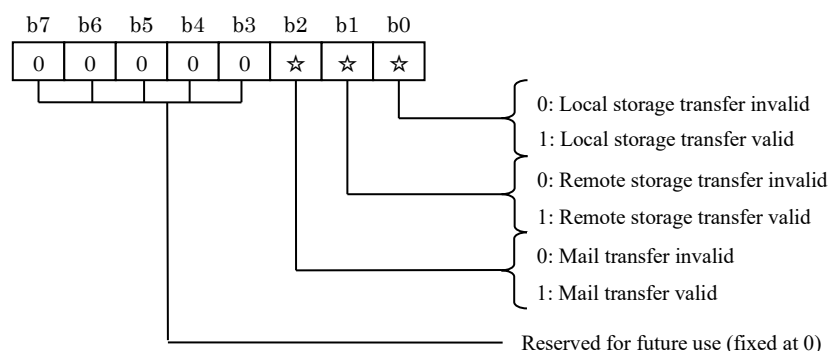 b7 b6 b5 b4 b3 b2 b1 b0
0 0 0 0 0 ☆ ☆ ☆
0: Local storage transfer invalid
1: Local storage transfer valid
0: Remote storage transfer invalid
1: Remote storage transfer valid
0: Mail transfer invalid
1: Mail transfer valid
Reserved for future use (fixed at 0)